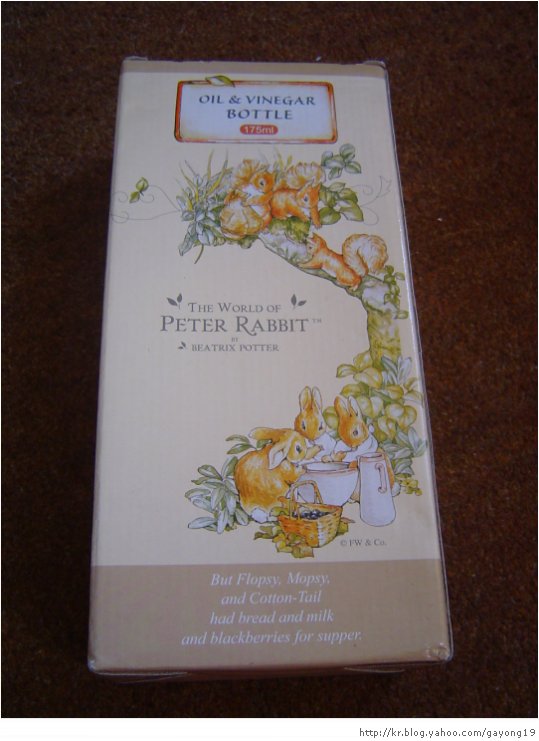 OIL & VINEGAR
BOTTLE
175ml
THE WORLD OF
PETER RABBIT™
BY
BEATRIX POTTER
© FW & Co.
But Flopsy, Mopsy,
and Cotton-Tail
had bread and milk
and blackberries for supper.
http://kr.blog.yahoo.com/gayong19